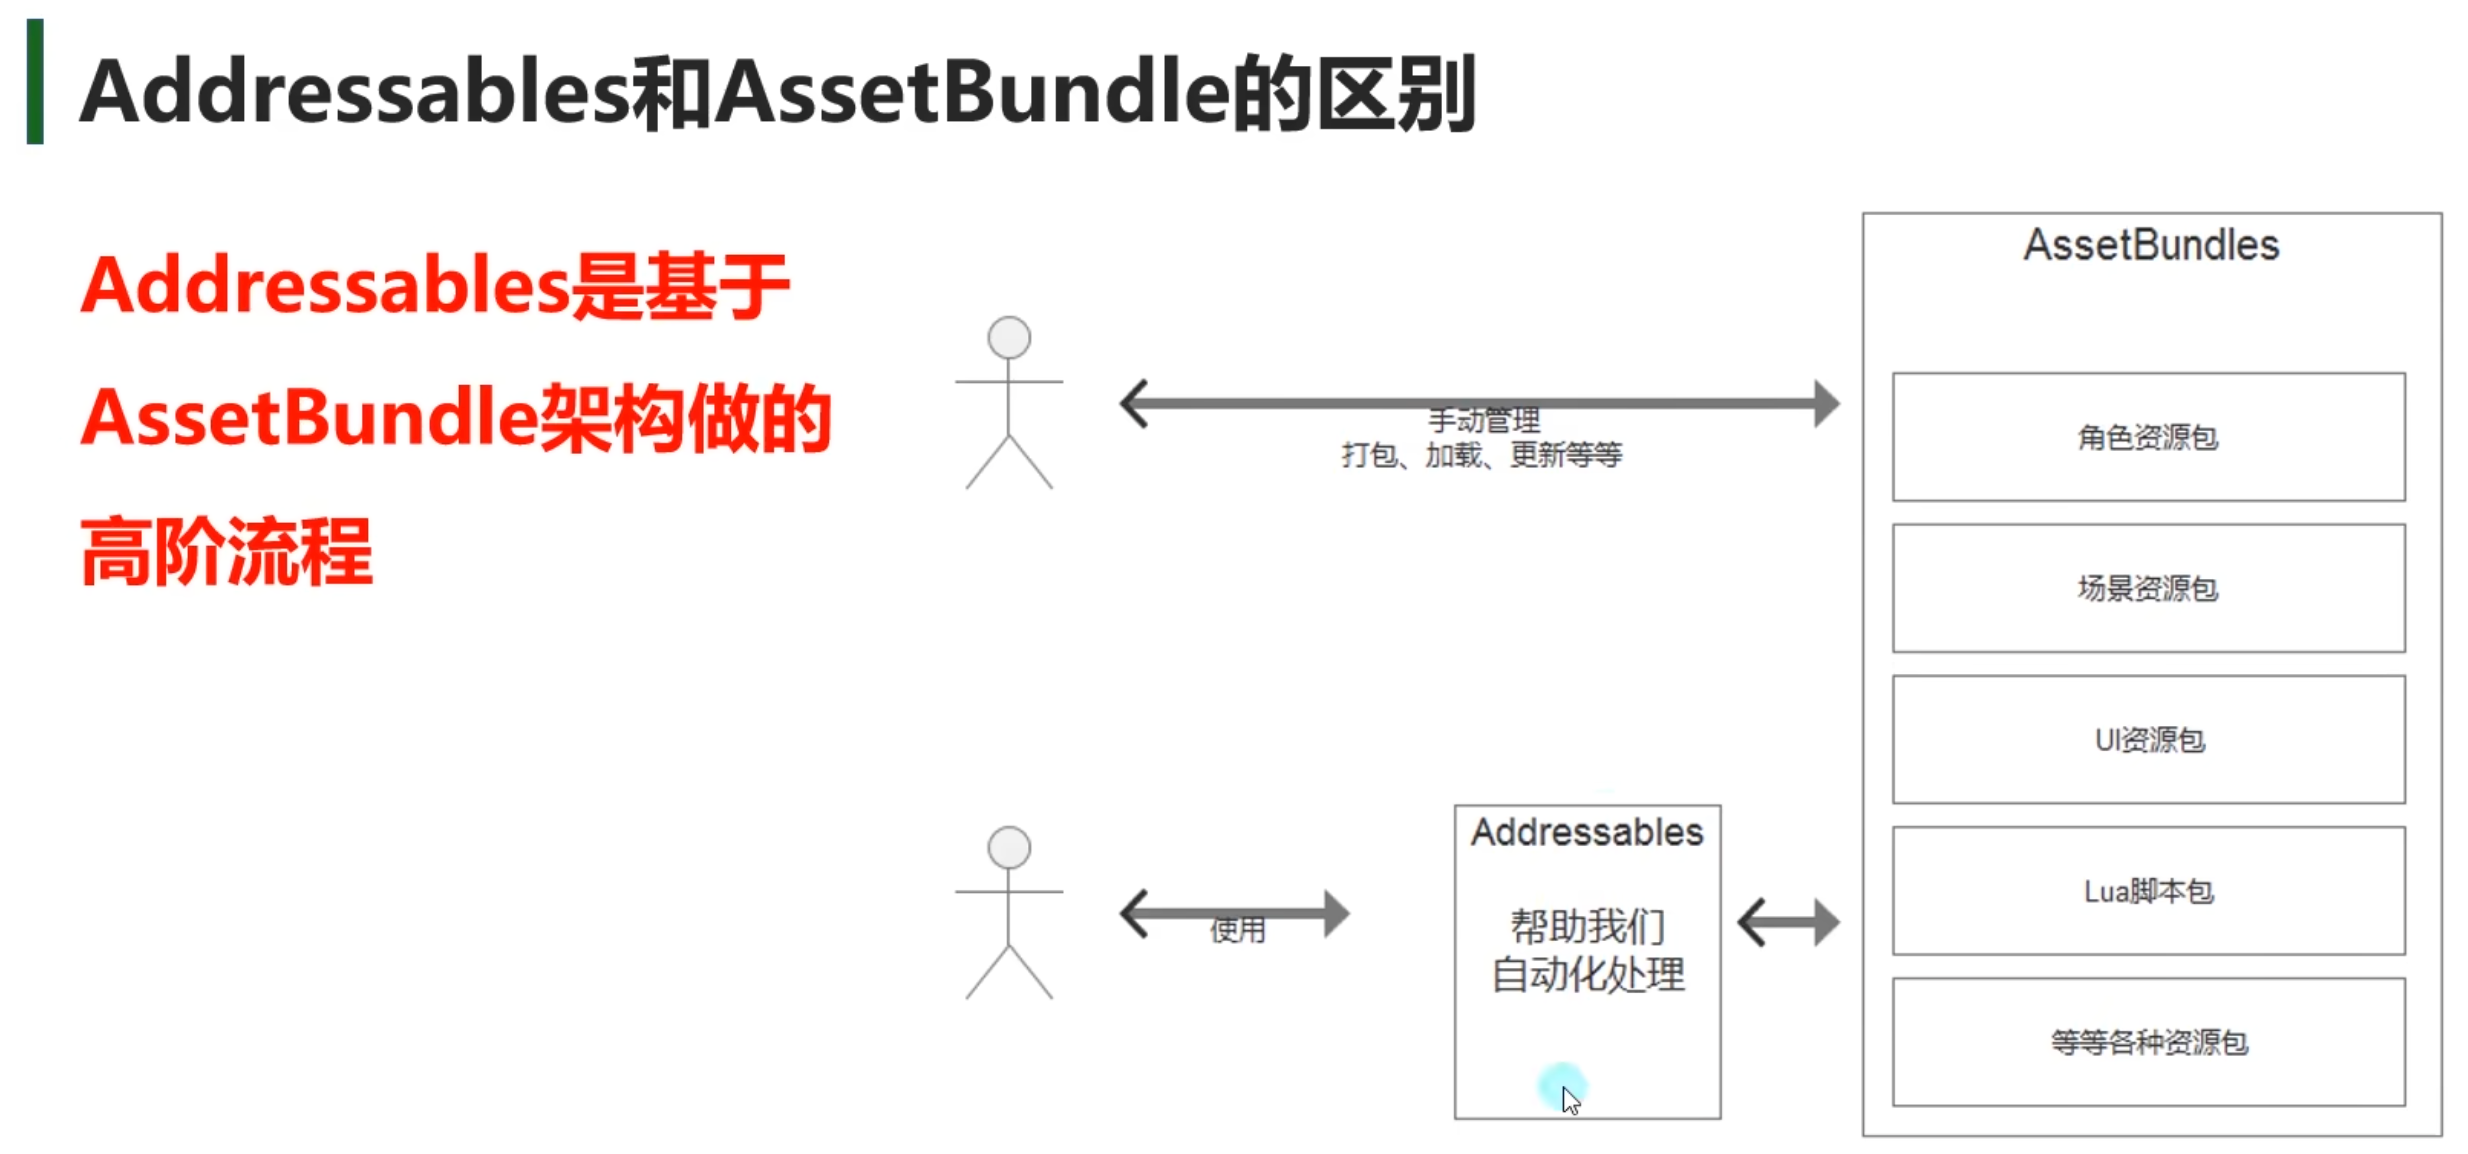 Addressables和AssetBundle的区别
Addressables是基于
AssetBundle架构做的
高阶流程
手动管理
打包、加载、更新等等
使用
Addressables
帮助我们
自动化处理
AssetBundles
角色资源包
场景资源包
UI资源包
Lua脚本包
等等各种资源包